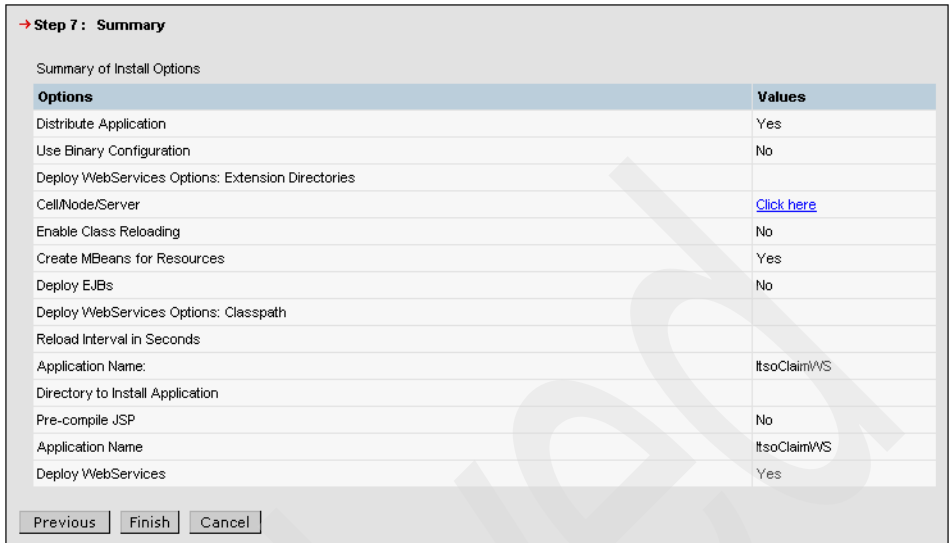 Step 7 : Summary
Summary of Install Options
Options Values
Distribute Application Yes
Use Binary Configuration No
Deploy WebServices Options: Extension Directories
Cell/Node/Server Click here
Enable Class Reloading No
Create MBeans for Resources Yes
Deploy EJBs No
Deploy WebServices Options: Classpath
Reload Interval in Seconds
Application Name: ItsoClaimWS
Directory to Install Application
Pre-compile JSP No
Application Name ItsoClaimWS
Deploy WebServices Yes
Previous Finish Cancel